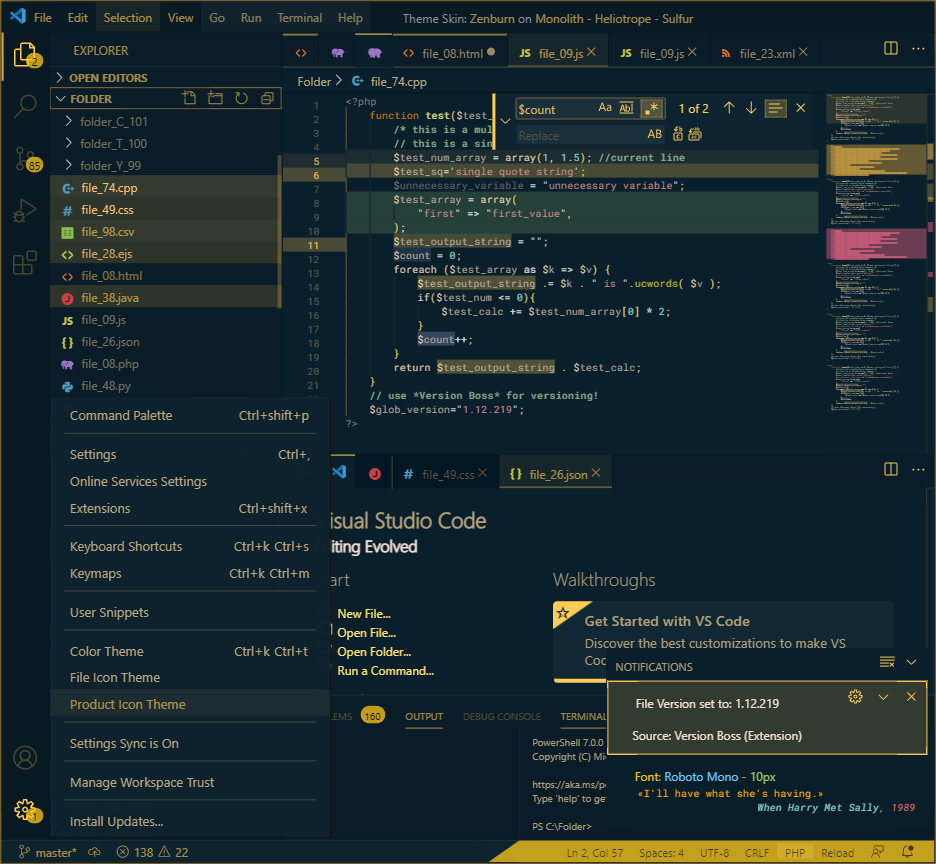 File Edit Selection View Go Run Terminal Help Theme Skin: Zenburn on Monolith - Heliotrope - Sulfur
EXPLORER
2
OPEN EDITORS
FOLDER
folder_C_101
folder_T_100
folder_Y_99
85
file_74.cpp
file_49.css
file_98.csv
file_28.ejs
file_08.html
file_38.java
file_09.js
file_26.json
file_08.php
file_48.py
file_08.html
JS file_09.js
JS file_09.js
file_23.xml
Folder > file_74.cpp
$count Aa Abl 1 of 2
Replace AB
1 <?php
2 function test($test_
3 /* this is a mul
4 // this is a sin
5 $test_num_array = array(1, 1.5); //current line
6 $test_sq='single quote string';
7 $unnecessary_variable = "unnecessary variable";
8 $test_array = array(
9 "first" => "first_value",
10 );
11 $test_output_string = "";
12 $count = 0;
13 foreach ($test_array as $k => $v) {
14 $test_output_string .= $k . " is ".ucwords( $v );
15 if($test_num <= 0){
16 $test_calc += $test_num_array[0] * 2;
17 }
18 $count++;
19 }
20 return $test_output_string . $test_calc;
21 }
// use *Version Boss* for versioning!
$glob_version="1.12.219";
?>
Command Palette Ctrl+shift+p
Settings Ctrl+,
Online Services Settings
Extensions Ctrl+shift+x
Keyboard Shortcuts Ctrl+k Ctrl+s
Keymaps Ctrl+k Ctrl+m
User Snippets
Color Theme Ctrl+k Ctrl+t
File Icon Theme
Product Icon Theme
Settings Sync is On
Manage Workspace Trust
Install Updates...
1
J # file_49.css {} file_26.json
isual Studio Code
iting Evolved
art
New File...
Open File...
Open Folder...
Run a Command...
Walkthroughs
Get Started with VS Code
Discover the best customizations to make VS
Coc
NOTIFICATIONS
File Version set to: 1.12.219
Source: Version Boss (Extension)
LEMS 160 OUTPUT DEBUG CONSOLE TERMINAL
PowerShell 7.0.0
Copyright (C) Mi
https://aka.ms/p
Type 'help' to ge
PS C:\Folder>
Font: Roboto Mono - 10px
«I'll have what she's having.»
When Harry Met Sally, 1989
master* 138 22 Ln 2, Col 57 Spaces: 4 UTF-8 CRLF PHP Reload